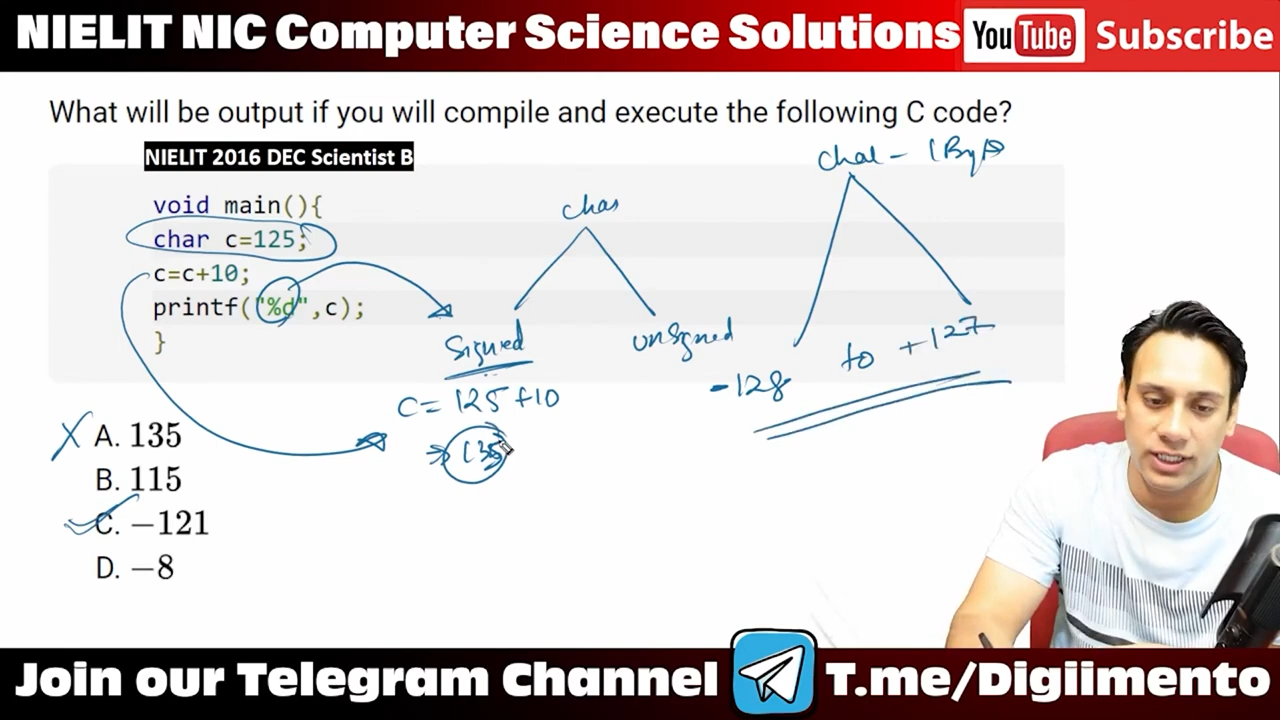 NIELIT NIC Computer Science Solutions YouTube Subscribe
What will be output if you will compile and execute the following C code?
NIELIT 2016 DEC Scientist B
void main(){
char c=125;
c=c+10;
printf("%d",c);
}
char
Signed unsigned
c = 125 +10
135
char - 1Byte
-128 to +127
A. 135
B. 115
C. −121
D. −8
Join our Telegram Channel T.me/Digiimento